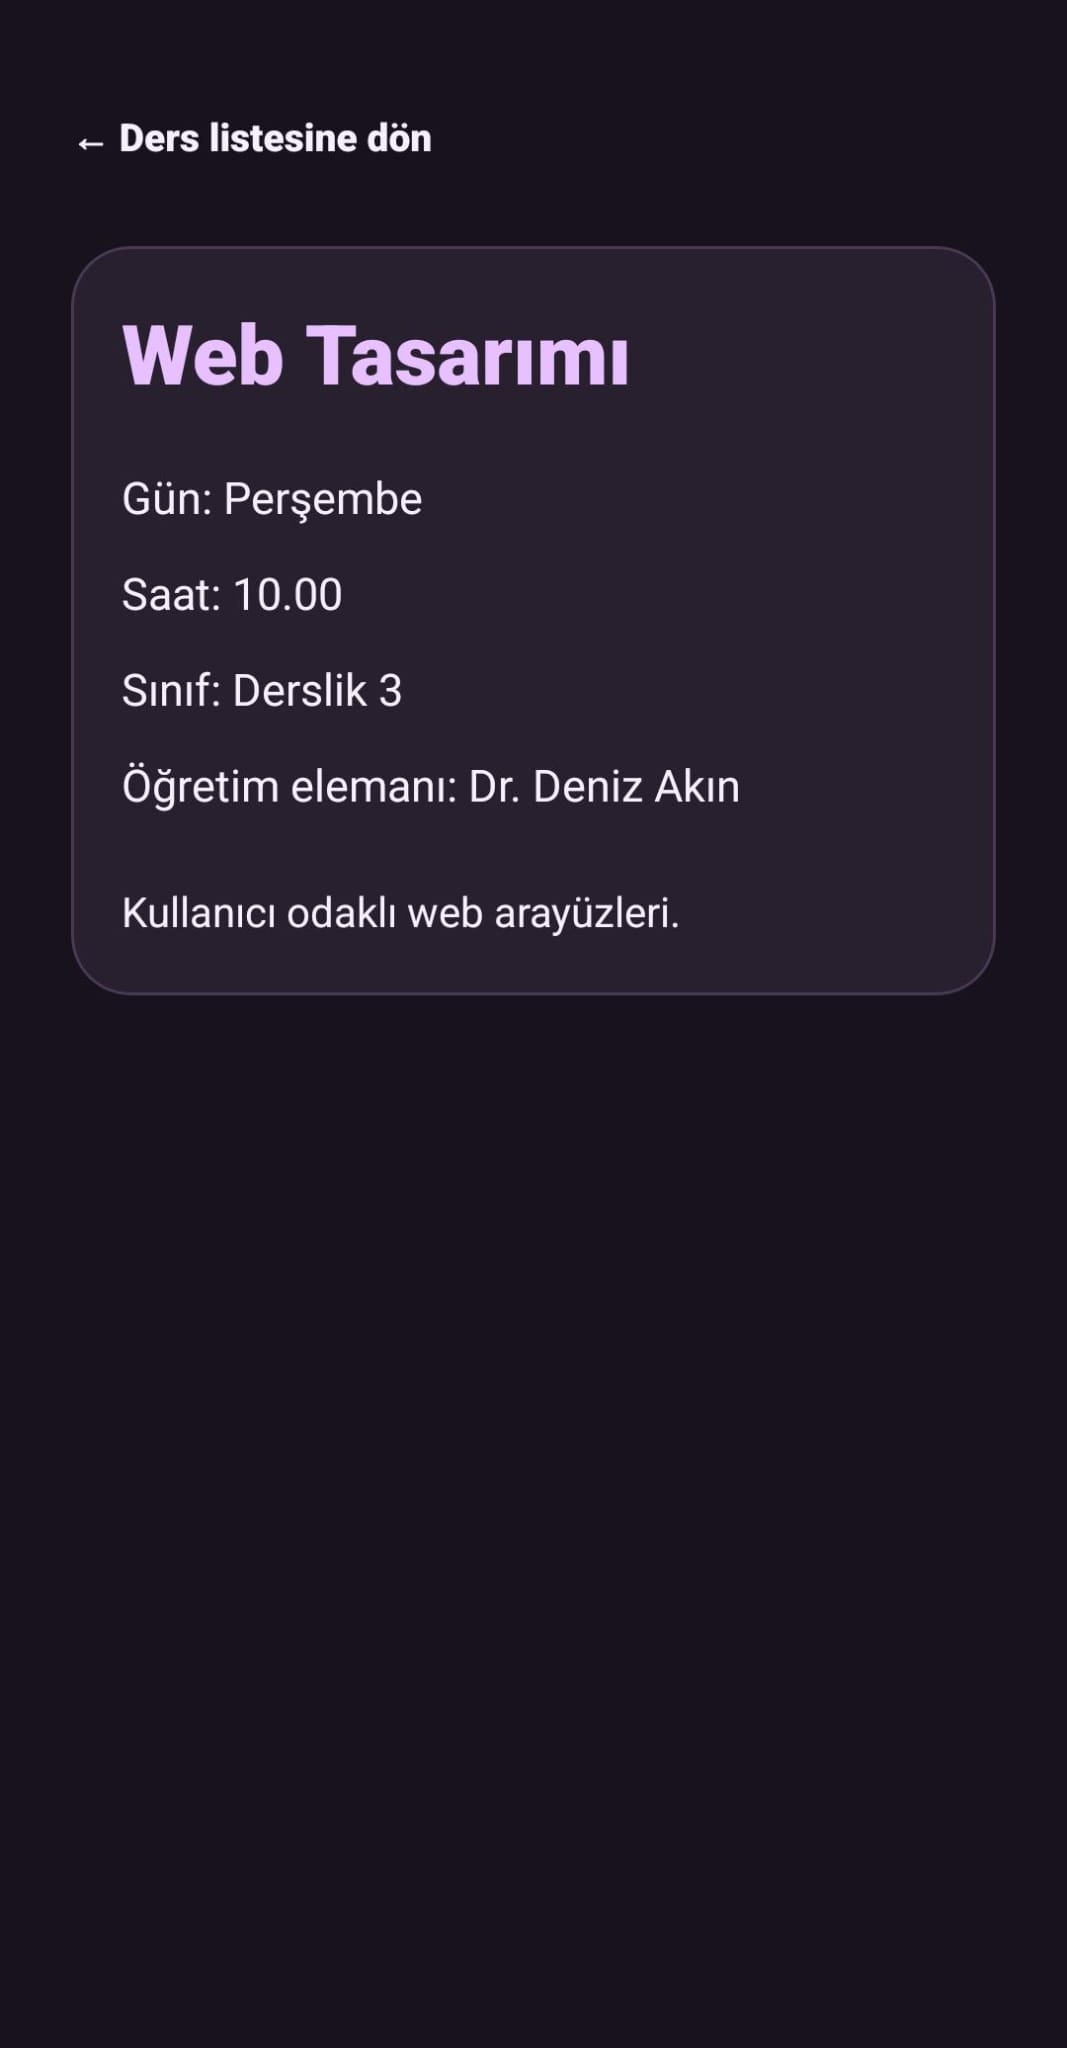 ← Ders listesine dön
Web Tasarımı
Gün: Perşembe
Saat: 10.00
Sınıf: Derslik 3
Öğretim elemanı: Dr. Deniz Akın
Kullanıcı odaklı web arayüzleri.